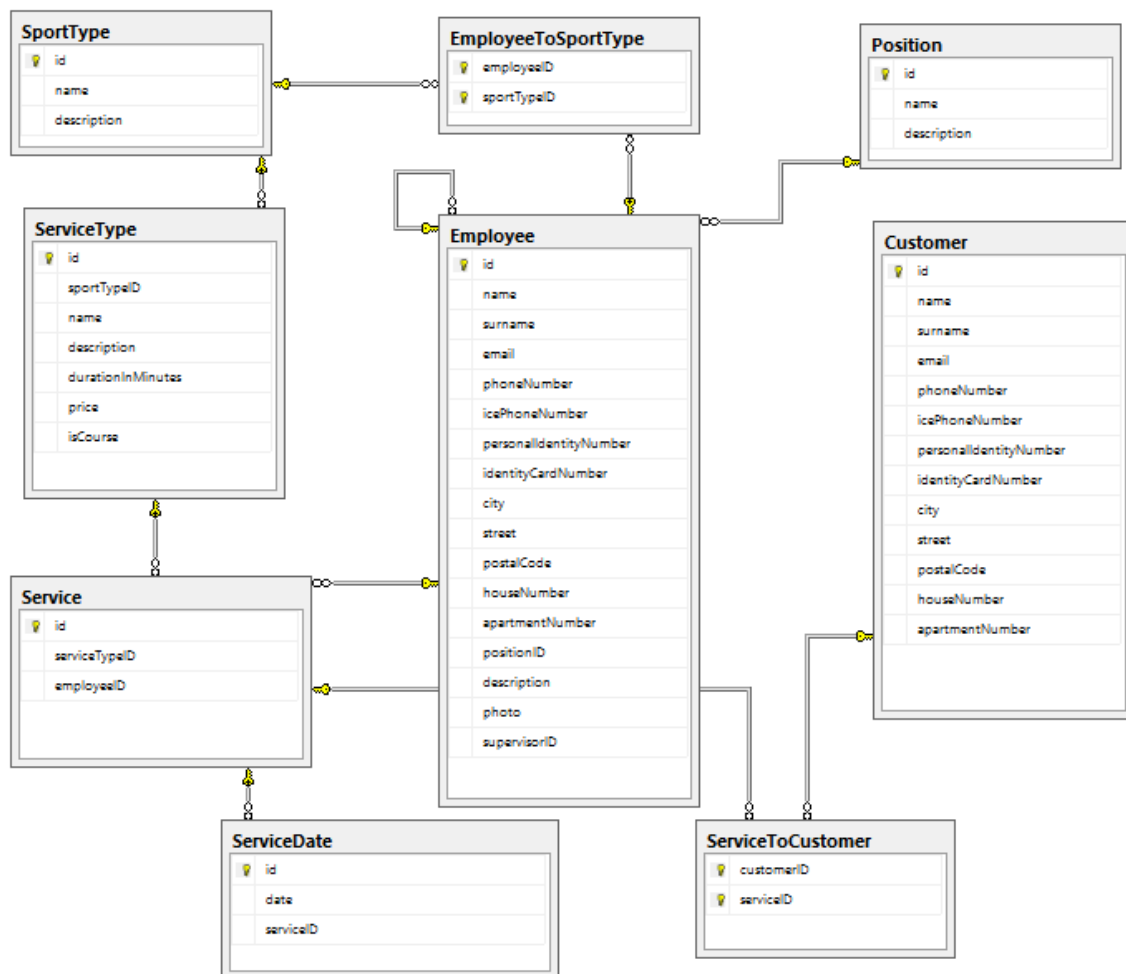 SportType
id
name
description
EmployeeToSportType
employeeID
sportTypeID
Position
id
name
description
ServiceType
id
sportTypeID
name
description
durationInMinutes
price
isCourse
Employee
id
name
surname
email
phoneNumber
icePhoneNumber
personalIdentityNumber
identityCardNumber
city
street
postalCode
houseNumber
apartmentNumber
positionID
description
photo
supervisorID
Customer
id
name
surname
email
phoneNumber
icePhoneNumber
personalIdentityNumber
identityCardNumber
city
street
postalCode
houseNumber
apartmentNumber
Service
id
serviceTypeID
employeeID
ServiceDate
id
date
serviceID
ServiceToCustomer
customerID
serviceID